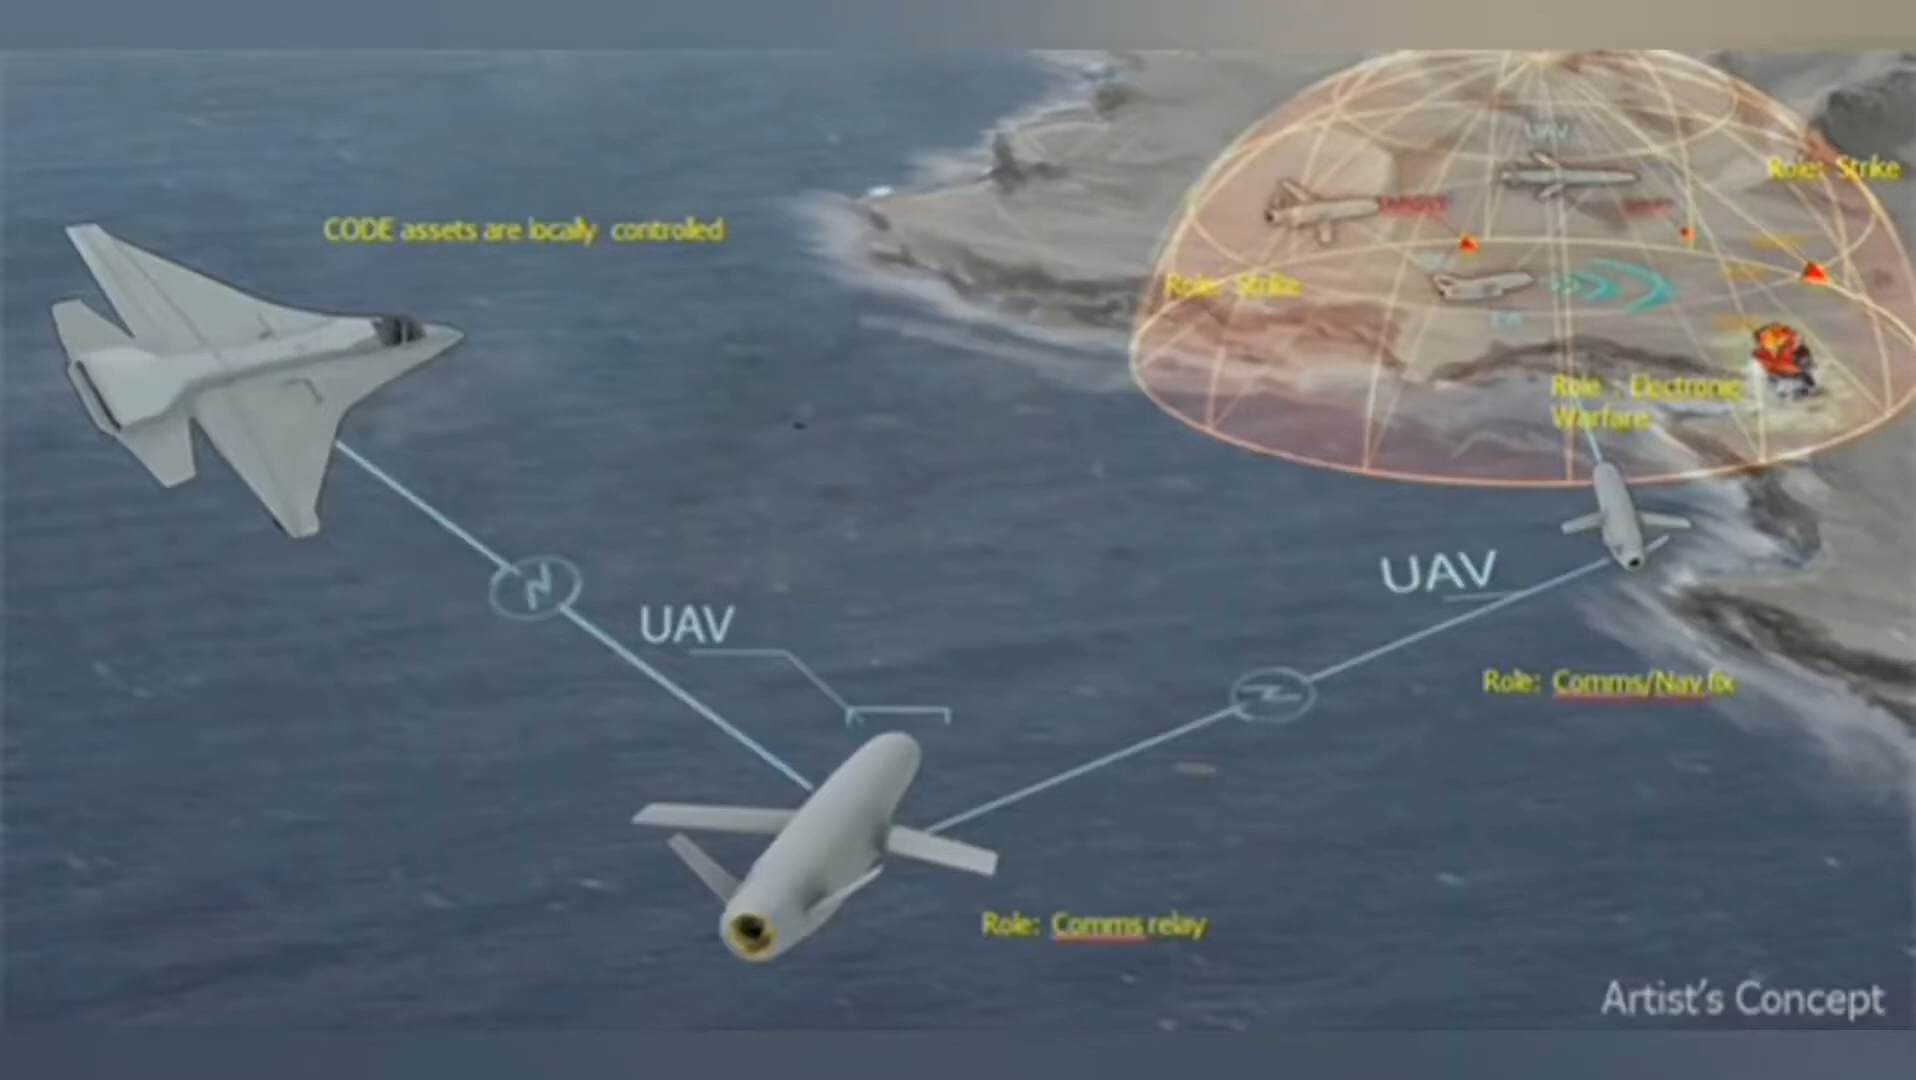 UAV
Role: Strike
CODE assets are locally controlled
Role: Strike
Role : Electronic
Warfare
UAV
UAV
Role: Comms/Nav fix
Role: Comms relay
Artist's Concept